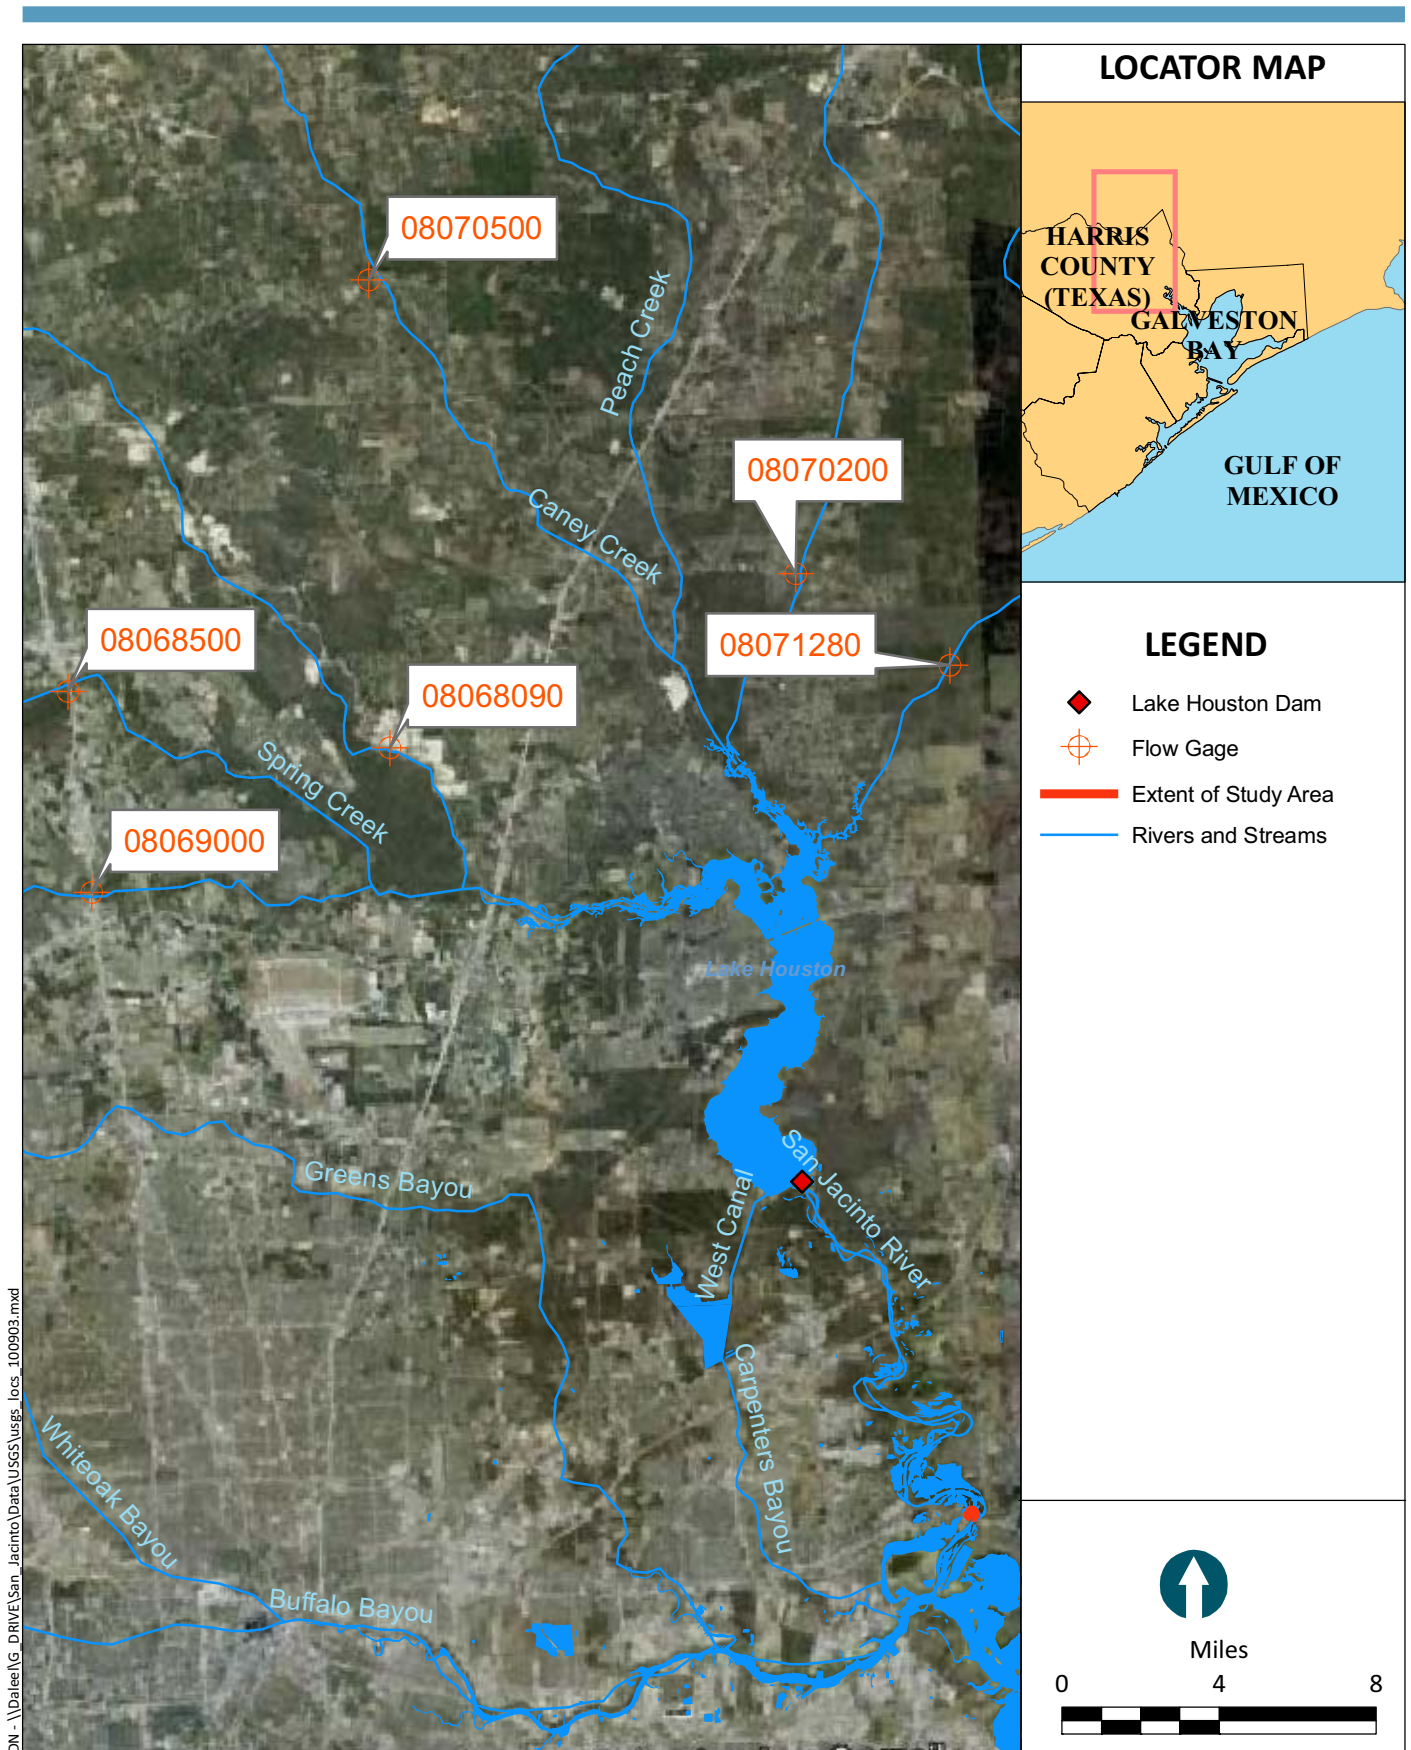 LOCATOR MAP
HARRIS
COUNTY
(TEXAS)
GALVESTON
BAY
GULF OF
MEXICO
08070500
Peach Creek
08070200
Caney Creek
08071280
08068500
08068090
Spring Creek
08069000
Lake Houston
San Jacinto River
West Canal
Greens Bayou
Carpenters Bayou
Whiteoak Bayou
Buffalo Bayou
LEGEND
Lake Houston Dam
Flow Gage
Extent of Study Area
Rivers and Streams
Miles
0 4 8
ON - \\Daleel\G_DRIVE\San_Jacinto\Data\USGS\usgs_locs_100903.mxd